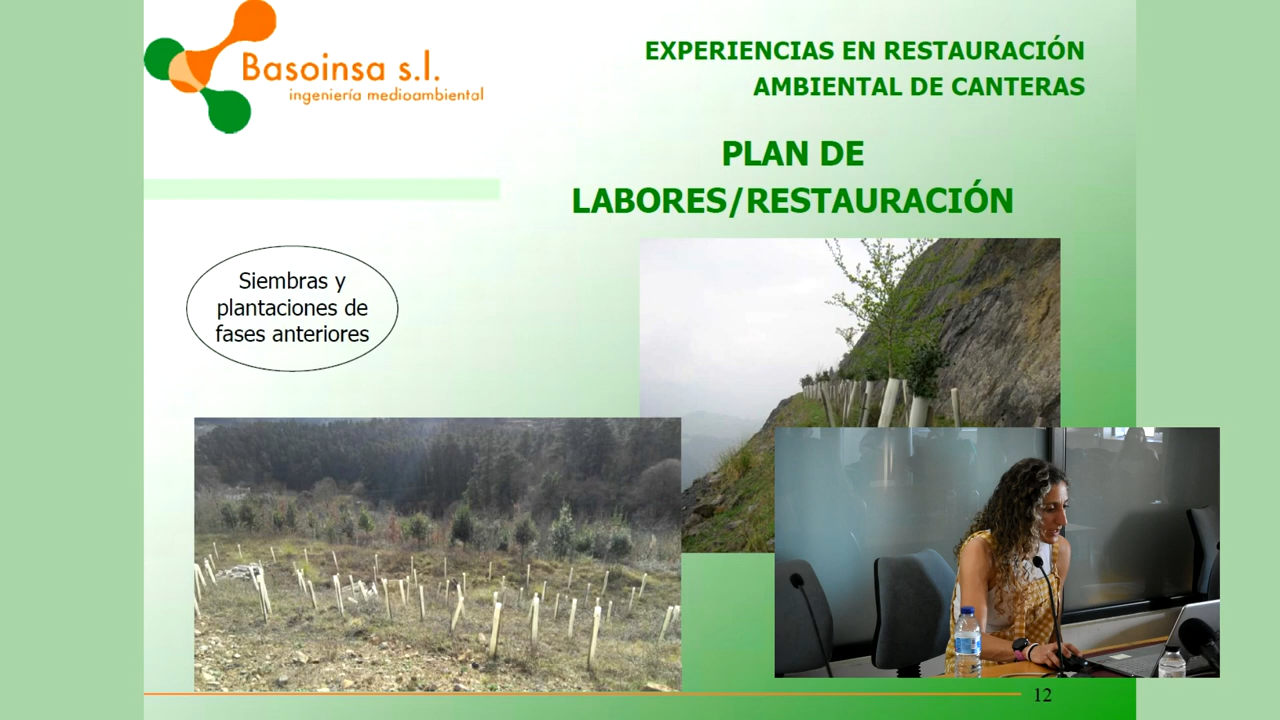 Basoinsa s.l.
ingeniería medioambiental
EXPERIENCIAS EN RESTAURACIÓN
AMBIENTAL DE CANTERAS
PLAN DE
LABORES/RESTAURACIÓN
Siembras y
plantaciones de
fases anteriores
12